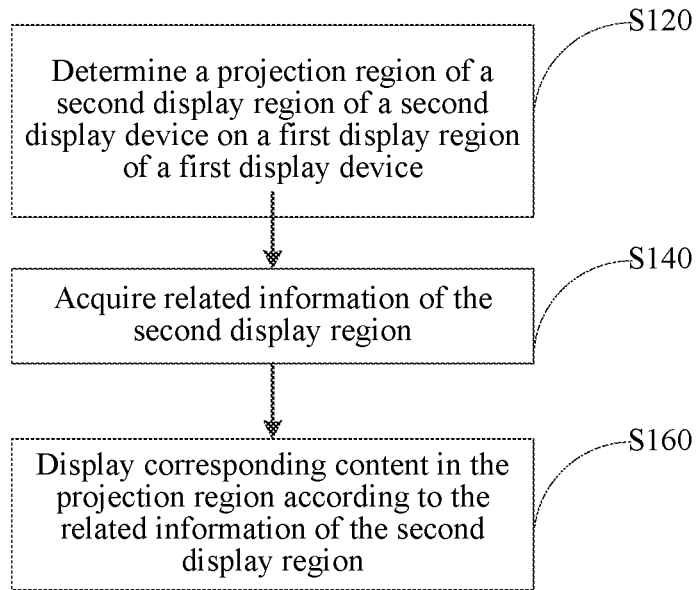 S120
Determine a projection region of a
second display region of a second
display device on a first display region
of a first display device
S140
Acquire related information of the
second display region
S160
Display corresponding content in the
projection region according to the
related information of the second
display region